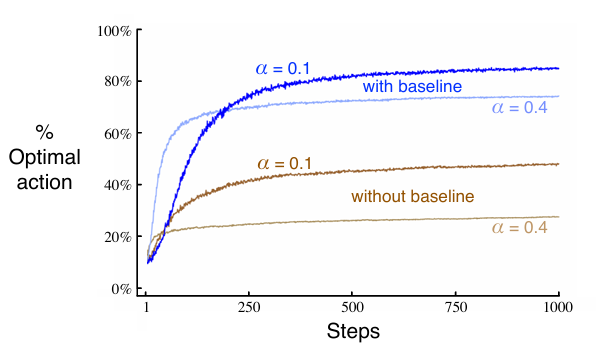 100%
80%
60%
40%
20%
0%
%
Optimal
action
α = 0.1
with baseline
α = 0.4
α = 0.1
without baseline
α = 0.4
1
250
500
750
1000
Steps